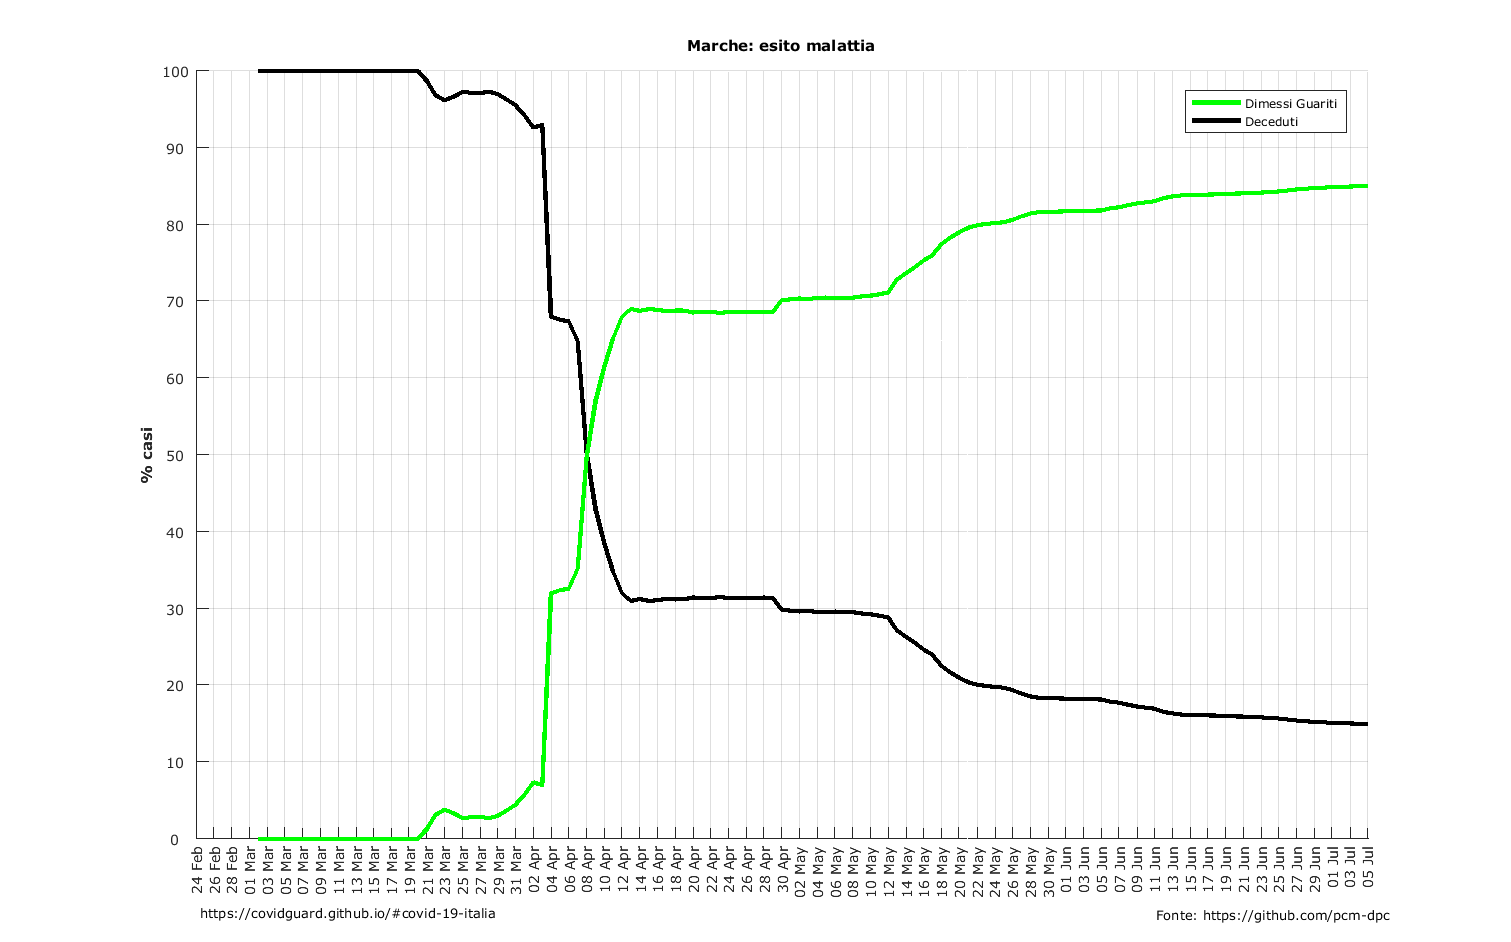 Marche: esito malattia
Dimessi Guariti
Deceduti
% casi
100
90
80
70
60
50
40
30
20
10
0
24 Feb
26 Feb
28 Feb
01 Mar
03 Mar
05 Mar
07 Mar
09 Mar
11 Mar
13 Mar
15 Mar
17 Mar
19 Mar
21 Mar
23 Mar
25 Mar
27 Mar
29 Mar
31 Mar
02 Apr
04 Apr
06 Apr
08 Apr
10 Apr
12 Apr
14 Apr
16 Apr
18 Apr
20 Apr
22 Apr
24 Apr
26 Apr
28 Apr
30 Apr
02 May
04 May
06 May
08 May
10 May
12 May
14 May
16 May
18 May
20 May
22 May
24 May
26 May
28 May
30 May
01 Jun
03 Jun
05 Jun
07 Jun
09 Jun
11 Jun
13 Jun
15 Jun
17 Jun
19 Jun
21 Jun
23 Jun
25 Jun
27 Jun
29 Jun
01 Jul
03 Jul
05 Jul
https://covidguard.github.io/#covid-19-italia
Fonte: https://github.com/pcm-dpc